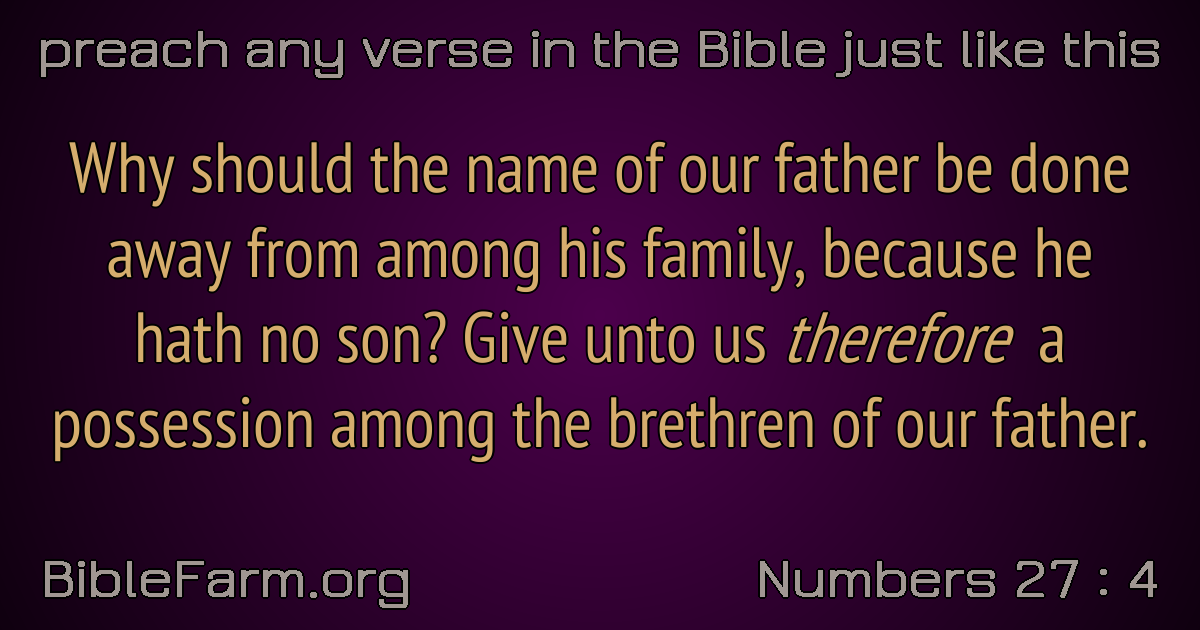 preach any verse in the Bible just like this
Why should the name of our father be done
away from among his family, because he
hath no son? Give unto us therefore a
possession among the brethren of our father.
BibleFarm.org
Numbers 27 : 4